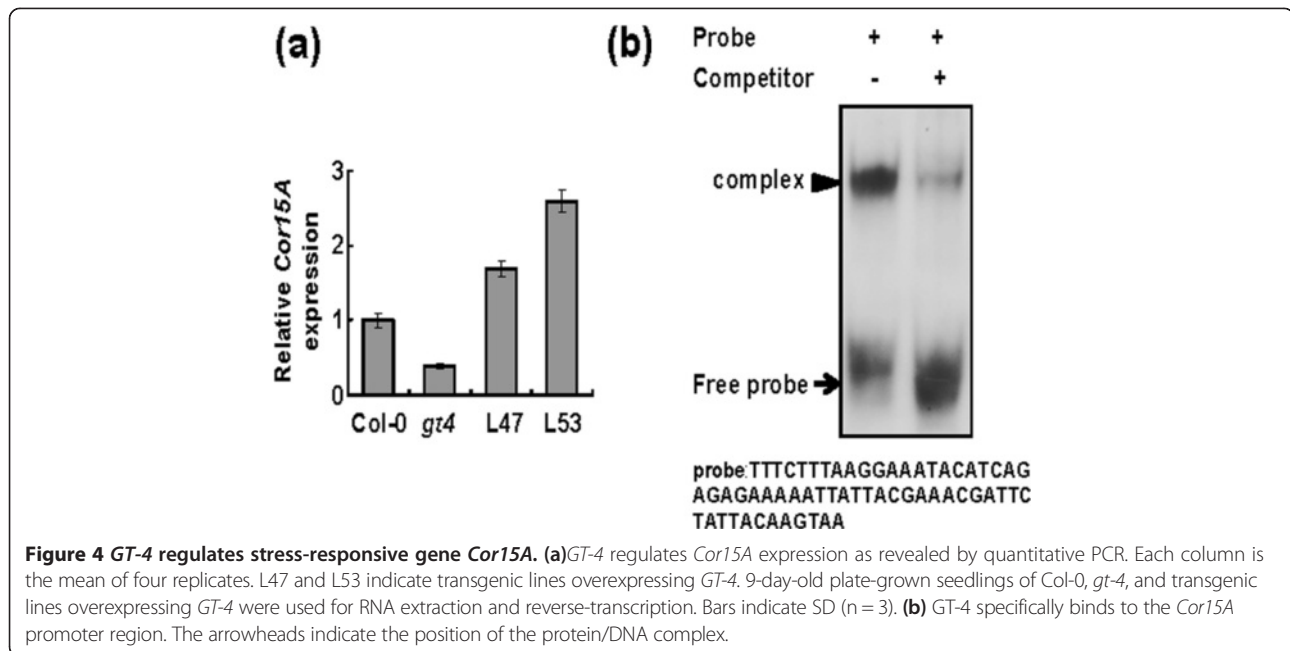 (a)
Relative Cor15A
expression
3
2
1
0
Col-0 gt4 L47 L53
(b)
Probe + +
Competitor - +
complex
Free probe
probe:TTTCTTTAAGGAAATACATCAG
AGAGAAAAATTATTACGAAACGATTC
TATTACAAGTAA
Figure 4 GT-4 regulates stress-responsive gene Cor15A. (a)GT-4 regulates Cor15A expression as revealed by quantitative PCR. Each column is
the mean of four replicates. L47 and L53 indicate transgenic lines overexpressing GT-4. 9-day-old plate-grown seedlings of Col-0, gt-4, and transgenic
lines overexpressing GT-4 were used for RNA extraction and reverse-transcription. Bars indicate SD (n = 3). (b) GT-4 specifically binds to the Cor15A
promoter region. The arrowheads indicate the position of the protein/DNA complex.